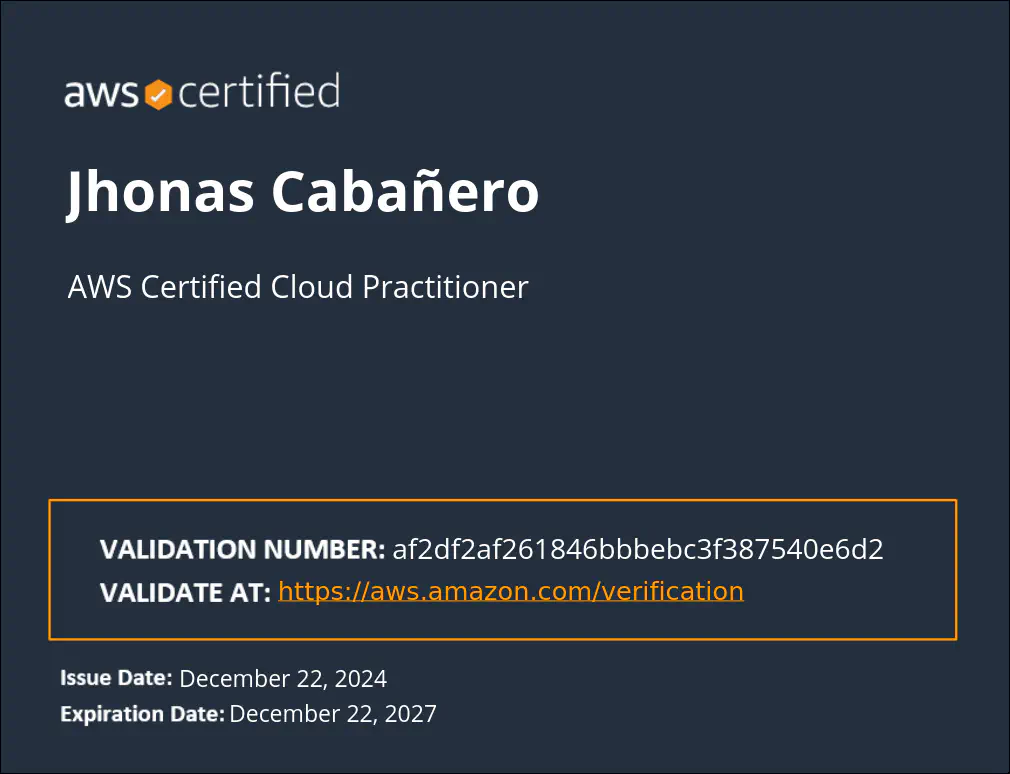 aws certified
Jhonas Cabañero
AWS Certified Cloud Practitioner
VALIDATION NUMBER: af2df2af261846bbbebc3f387540e6d2
VALIDATE AT: https://aws.amazon.com/verification
Issue Date: December 22, 2024
Expiration Date: December 22, 2027